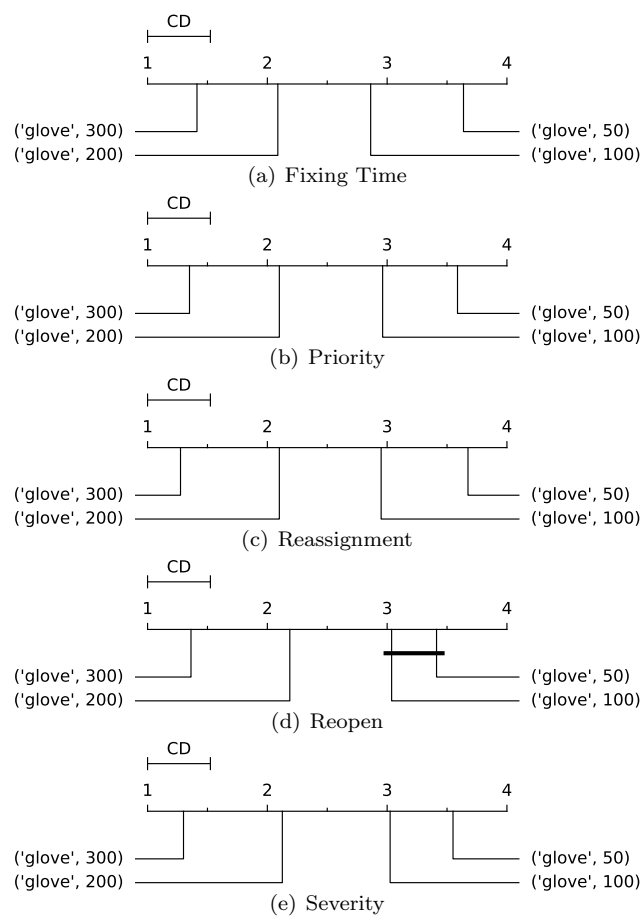 CD
1 2 3 4
('glove', 300) ('glove', 50)
('glove', 200) ('glove', 100)
(a) Fixing Time
CD
1 2 3 4
('glove', 300) ('glove', 50)
('glove', 200) ('glove', 100)
(b) Priority
CD
1 2 3 4
('glove', 300) ('glove', 50)
('glove', 200) ('glove', 100)
(c) Reassignment
CD
1 2 3 4
('glove', 300) ('glove', 50)
('glove', 200) ('glove', 100)
(d) Reopen
CD
1 2 3 4
('glove', 300) ('glove', 50)
('glove', 200) ('glove', 100)
(e) Severity